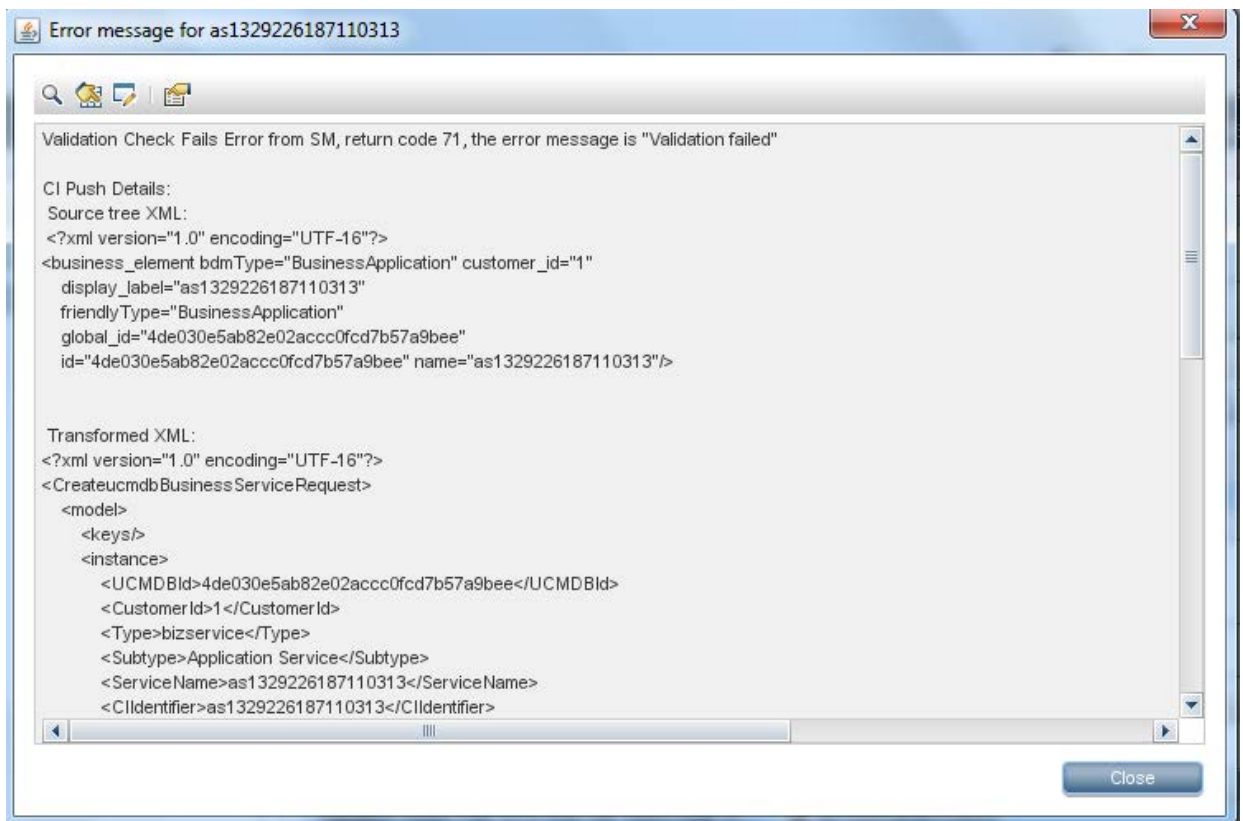 Error message for as1329226187110313
Validation Check Fails Error from SM, return code 71, the error message is "Validation failed"
CI Push Details:
Source tree XML:
<?xml version="1.0" encoding="UTF-16"?>
<business_element bdmType="BusinessApplication" customer_id="1"
display_label="as1329226187110313"
friendlyType="BusinessApplication"
global_id="4de030e5ab82e02accc0fcd7b57a9bee"
id="4de030e5ab82e02accc0fcd7b57a9bee" name="as1329226187110313"/>
Transformed XML:
<?xml version="1.0" encoding="UTF-16"?>
<CreateucmdbBusinessServiceRequest>
<model>
<keys/>
<instance>
<UCMDBId>4de030e5ab82e02accc0fcd7b57a9bee</UCMDBId>
<CustomerId>1</CustomerId>
<Type>bizservice</Type>
<Subtype>Application Service</Subtype>
<ServiceName>as1329226187110313</ServiceName>
<CIIdentifier>as1329226187110313</CIIdentifier>
Close